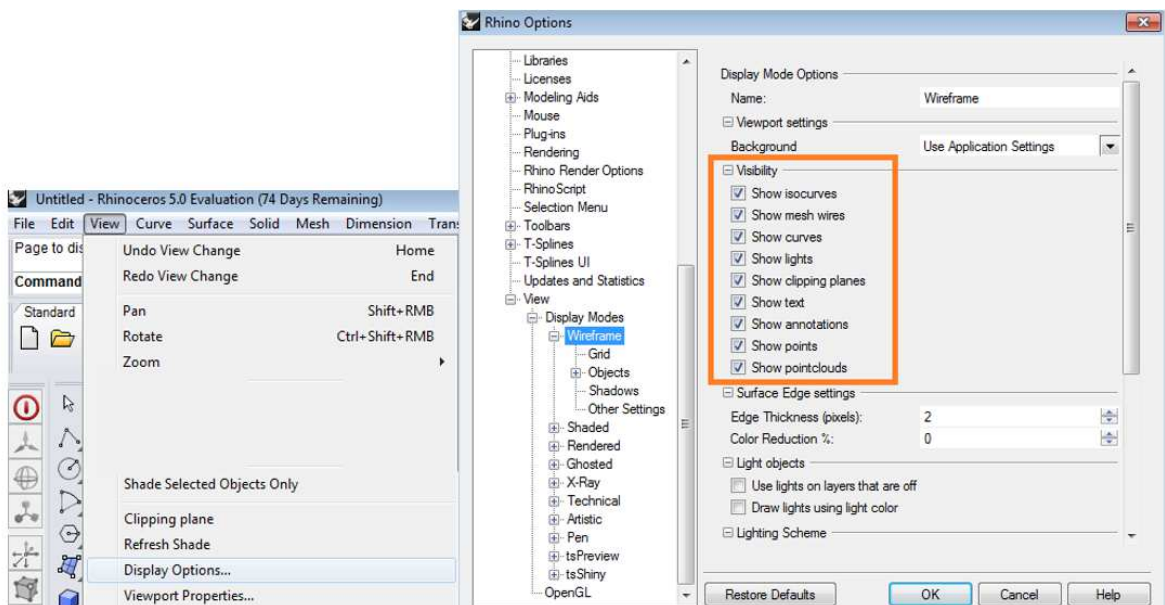 Untitled - Rhinoceros 5.0 Evaluation (74 Days Remaining)
File Edit View Curve Surface Solid Mesh Dimension Trans
Page to dis
Command
Standard
Undo View Change Home
Redo View Change End
Pan Shift+RMB
Rotate Ctrl+Shift+RMB
Zoom
Shade Selected Objects Only
Clipping plane
Refresh Shade
Display Options...
Viewport Properties...
Rhino Options
Libraries
Licenses
Modeling Aids
Mouse
Plug-ins
Rendering
Rhino Render Options
RhinoScript
Selection Menu
Toolbars
T-Splines
T-Splines UI
Updates and Statistics
View
Display Modes
Wireframe
Grid
Objects
Shadows
Other Settings
Shaded
Rendered
Ghosted
X-Ray
Technical
Artistic
Pen
tsPreview
tsShiny
OpenGL
Display Mode Options
Name: Wireframe
Viewport settings
Background Use Application Settings
Visibility
Show isocurves
Show mesh wires
Show curves
Show lights
Show clipping planes
Show text
Show annotations
Show points
Show pointclouds
Surface Edge settings
Edge Thickness (pixels): 2
Color Reduction %: 0
Light objects
Use lights on layers that are off
Draw lights using light color
Lighting Scheme
Restore Defaults OK Cancel Help